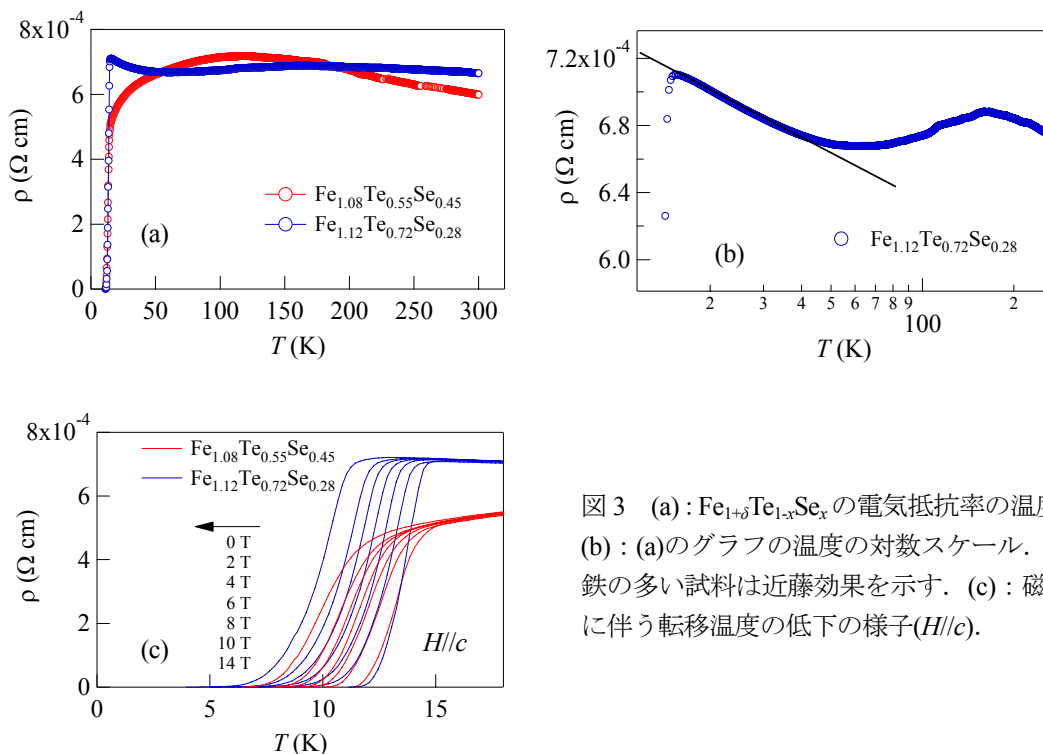 8x10⁻⁴
6
4
2
0
ρ (Ω cm)
Fe₁.₀₈Te₀.₅₅Se₀.₄₅
Fe₁.₁₂Te₀.₇₂Se₀.₂₈
(a)
0 50 100 150 200 250 300
T (K)
7.2x10⁻⁴
6.8
6.4
6.0
ρ (Ω cm)
Fe₁.₁₂Te₀.₇₂Se₀.₂₈
(b)
2 3 4 5 6 7 8 9 100 2
T (K)
8x10⁻⁴
6
4
2
0
ρ (Ω cm)
Fe₁.₀₈Te₀.₅₅Se₀.₄₅
Fe₁.₁₂Te₀.₇₂Se₀.₂₈
0 T
2 T
4 T
6 T
8 T
10 T
14 T
(c)
H//c
0 5 10 15
T (K)
図 3 (a) : Fe₁₊δTe₁₋ₓSeₓの電気抵抗率の温
(b) : (a)のグラフの温度の対数スケール.
鉄の多い試料は近藤効果を示す. (c) : 磁
に伴う転移温度の低下の様子(H//c).